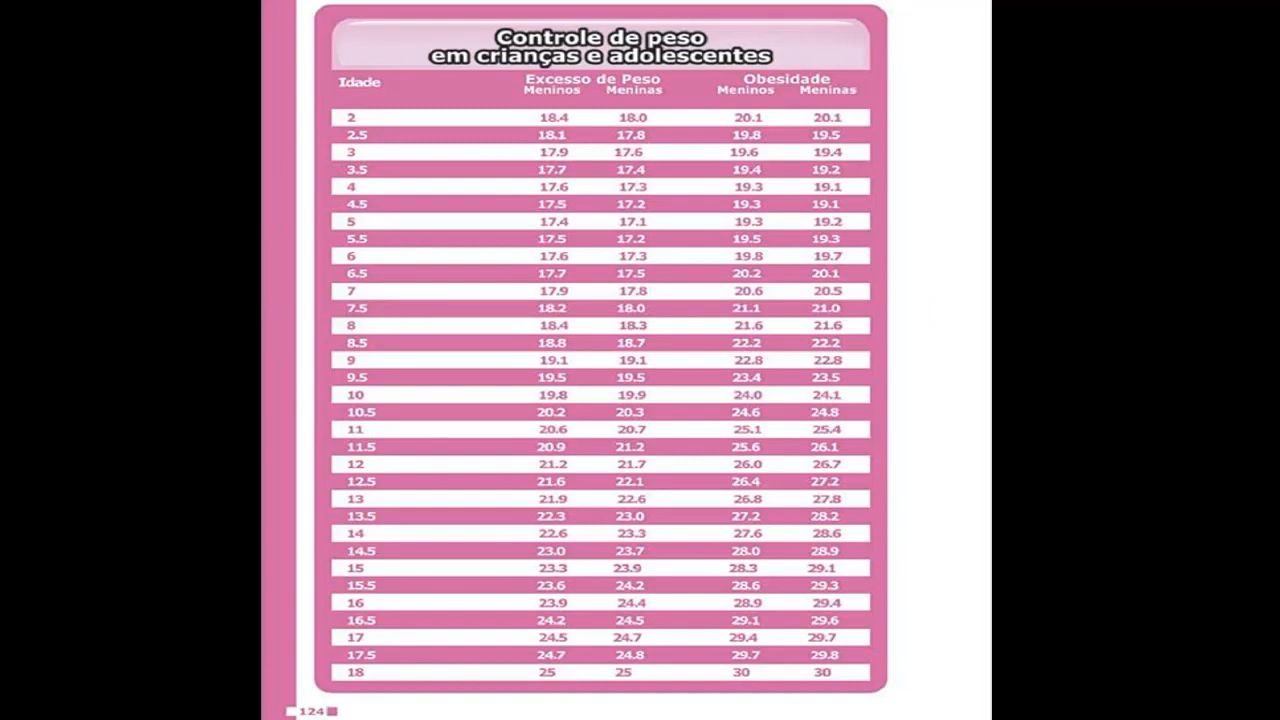 Controle de peso
em crianças e adolescentes
Idade Excesso de Peso Obesidade
Meninos Meninas Meninos Meninas
2 18.4 18.0 20.1 20.1
2.5 18.1 17.8 19.8 19.5
3 17.9 17.6 19.6 19.4
3.5 17.7 17.4 19.4 19.2
4 17.6 17.3 19.3 19.1
4.5 17.5 17.2 19.3 19.1
5 17.4 17.1 19.3 19.2
5.5 17.5 17.2 19.5 19.3
6 17.6 17.3 19.8 19.7
6.5 17.7 17.5 20.2 20.1
7 17.9 17.8 20.6 20.5
7.5 18.2 18.0 21.1 21.0
8 18.4 18.3 21.6 21.6
8.5 18.8 18.7 22.2 22.2
9 19.1 19.1 22.8 22.8
9.5 19.5 19.5 23.4 23.5
10 19.8 19.9 24.0 24.1
10.5 20.2 20.3 24.6 24.8
11 20.6 20.7 25.1 25.4
11.5 20.9 21.2 25.6 26.1
12 21.2 21.7 26.0 26.7
12.5 21.6 22.1 26.4 27.2
13 21.9 22.6 26.8 27.8
13.5 22.3 23.0 27.2 28.2
14 22.6 23.3 27.6 28.6
14.5 23.0 23.7 28.0 28.9
15 23.3 23.9 28.3 29.1
15.5 23.6 24.2 28.6 29.3
16 23.9 24.4 28.9 29.4
16.5 24.2 24.5 29.1 29.6
17 24.5 24.7 29.4 29.7
17.5 24.7 24.8 29.7 29.8
18 25 25 30 30
124